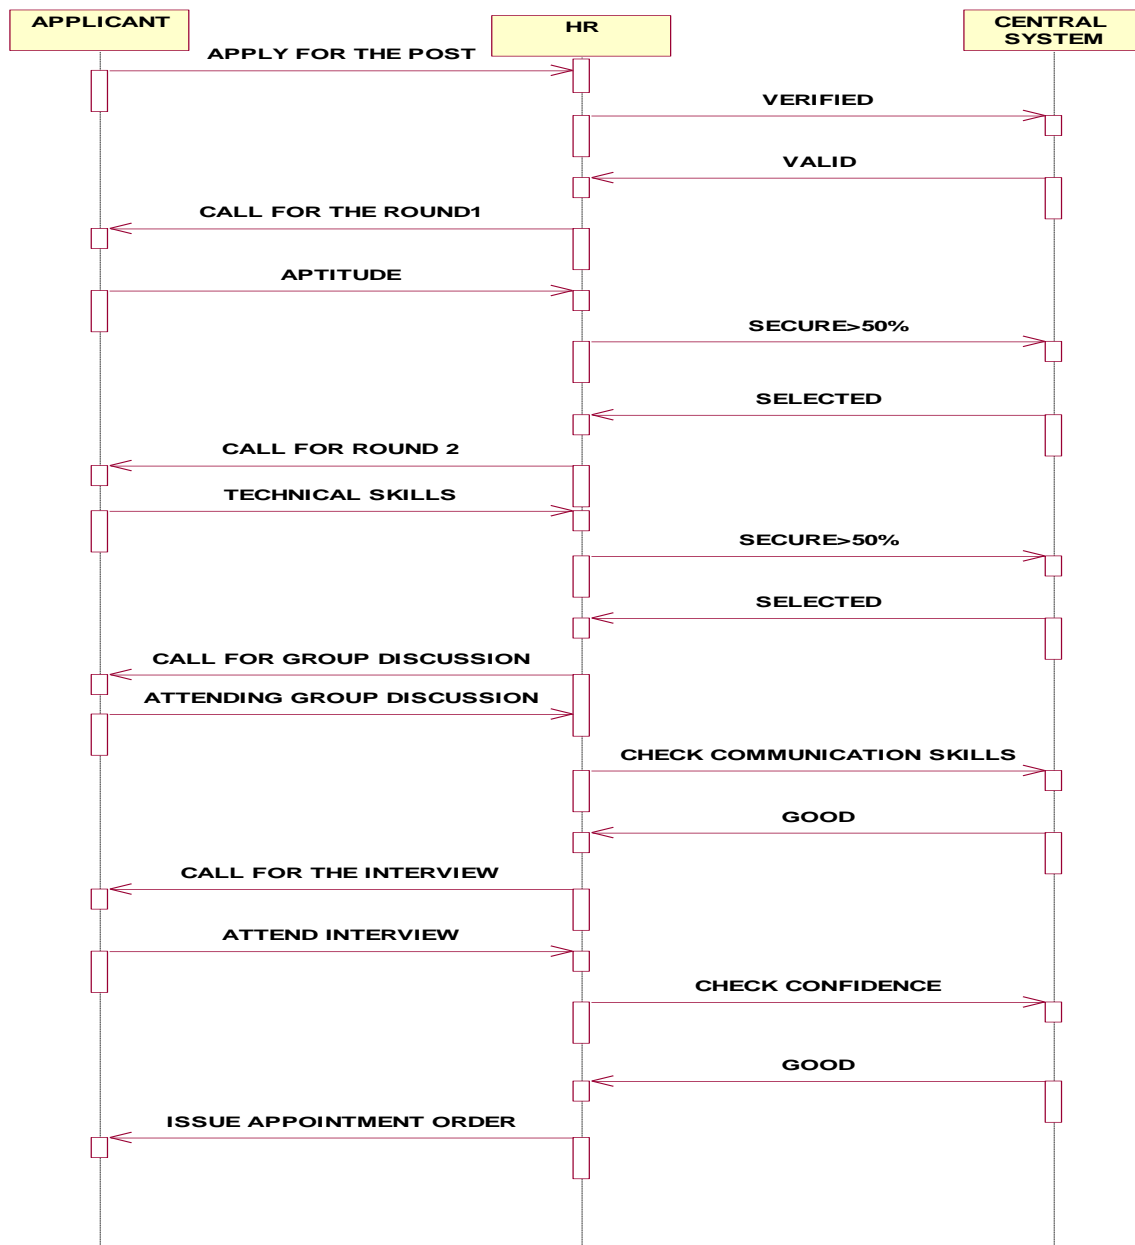 APPLICANT
HR
CENTRAL
SYSTEM
APPLY FOR THE POST
VERIFIED
VALID
CALL FOR THE ROUND1
APTITUDE
SECURE>50%
SELECTED
CALL FOR ROUND 2
TECHNICAL SKILLS
SECURE>50%
SELECTED
CALL FOR GROUP DISCUSSION
ATTENDING GROUP DISCUSSION
CHECK COMMUNICATION SKILLS
GOOD
CALL FOR THE INTERVIEW
ATTEND INTERVIEW
CHECK CONFIDENCE
GOOD
ISSUE APPOINTMENT ORDER